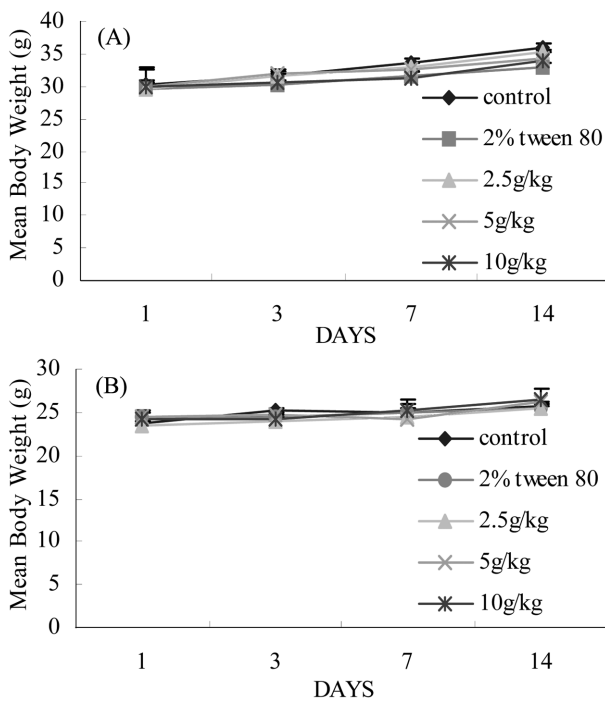 (A)
Mean Body Weight (g)
40
35
30
25
20
15
10
5
0
control
2% tween 80
2.5g/kg
5g/kg
10g/kg
1 3 7 14
DAYS
(B)
Mean Body Weight (g)
30
25
20
15
10
5
0
control
2% tween 80
2.5g/kg
5g/kg
10g/kg
1 3 7 14
DAYS